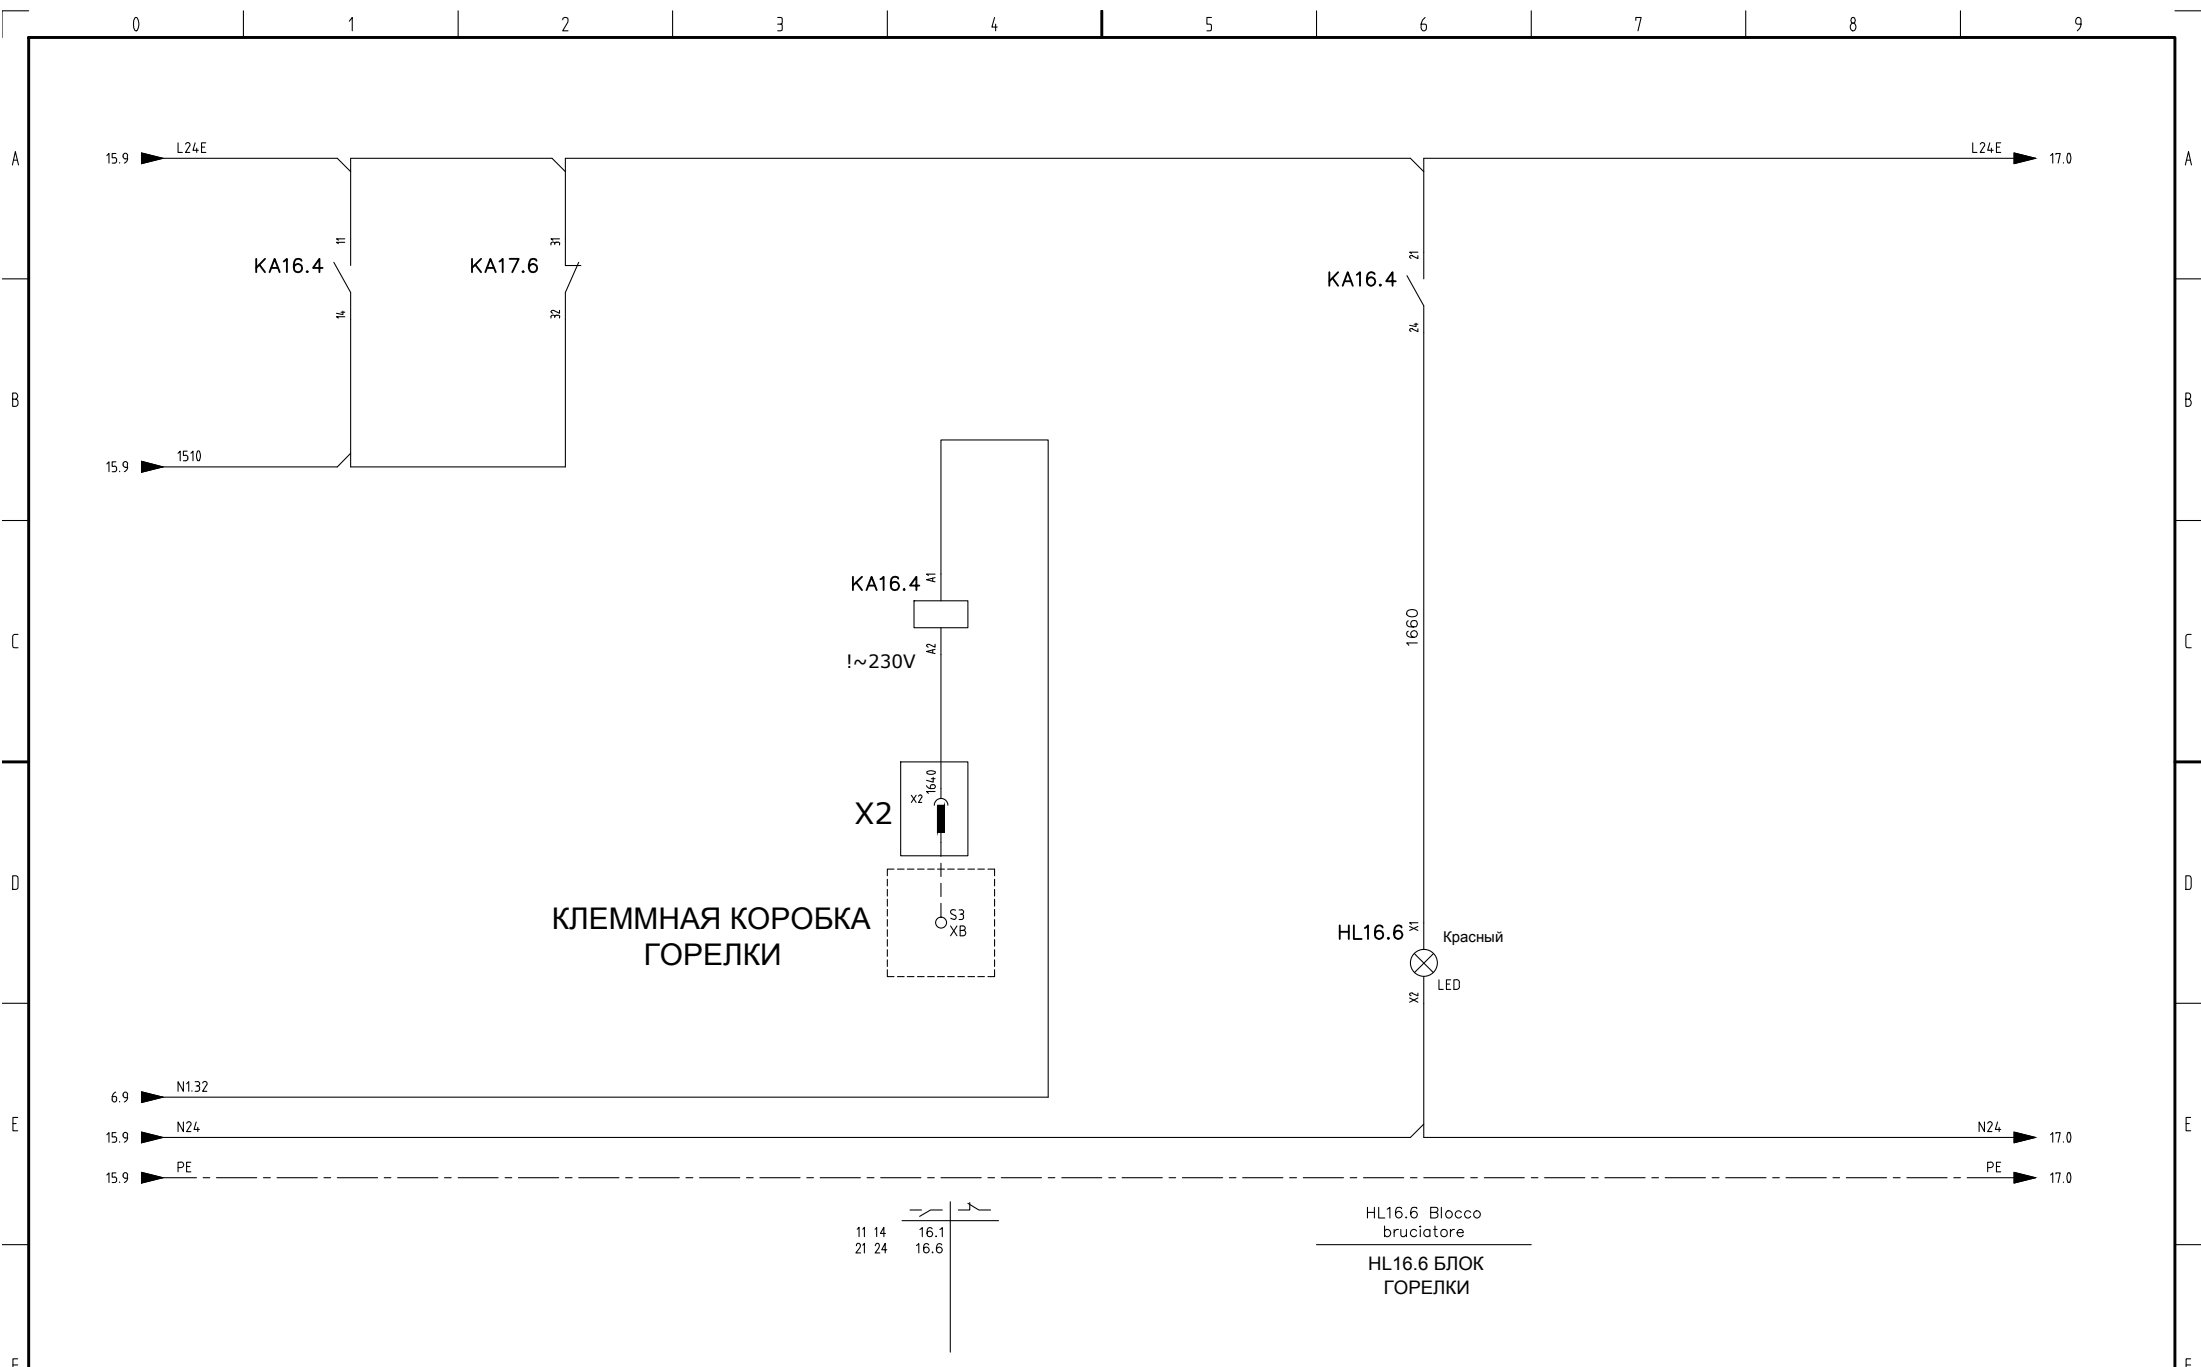 0 1 2 3 4 5 6 7 8 9
A 15.9 L24E L24E 17.0 A
11 31 21
KA16.4 KA17.6 KA16.4
14 32 24
B B
15.9 1510
KA16.4 A1
C 1660 C
!~230V A2
1640
X2 X2
D D
КЛЕММНАЯ КОРОБКА
ГОРЕЛКИ
S3
XB
HL16.6 X1 Красный
X2 LED
6.9 N1.32
E 15.9 N24 N24 17.0 E
15.9 PE PE 17.0
11 14 16.1
21 24 16.6
HL16.6 Blocco
bruciatore
HL16.6 БЛОК
ГОРЕЛКИ